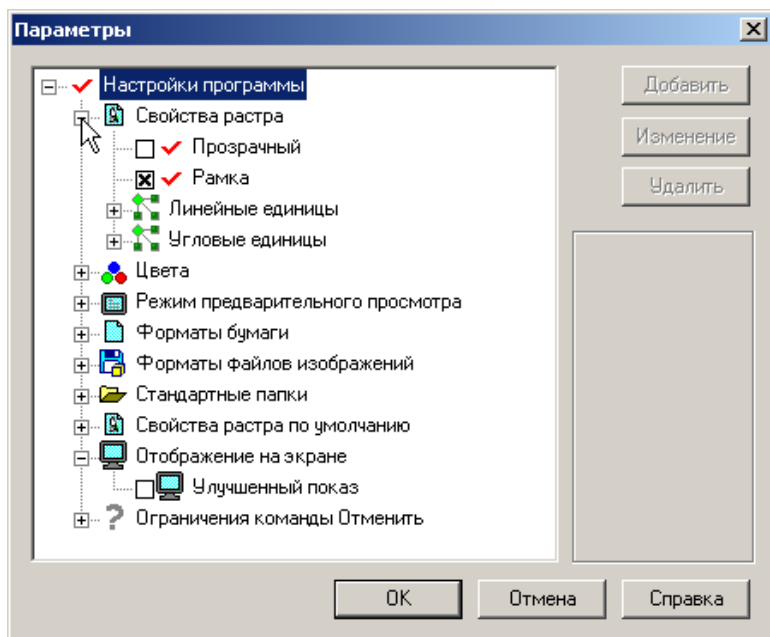 Параметры
Настройки программы
Свойства растра
Прозрачный
Рамка
Линейные единицы
Угловые единицы
Цвета
Режим предварительного просмотра
Форматы бумаги
Форматы файлов изображений
Стандартные папки
Свойства растра по умолчанию
Отображение на экране
Улучшенный показ
Ограничения команды Отменить
Добавить
Изменение
Удалить
OK
Отмена
Справка